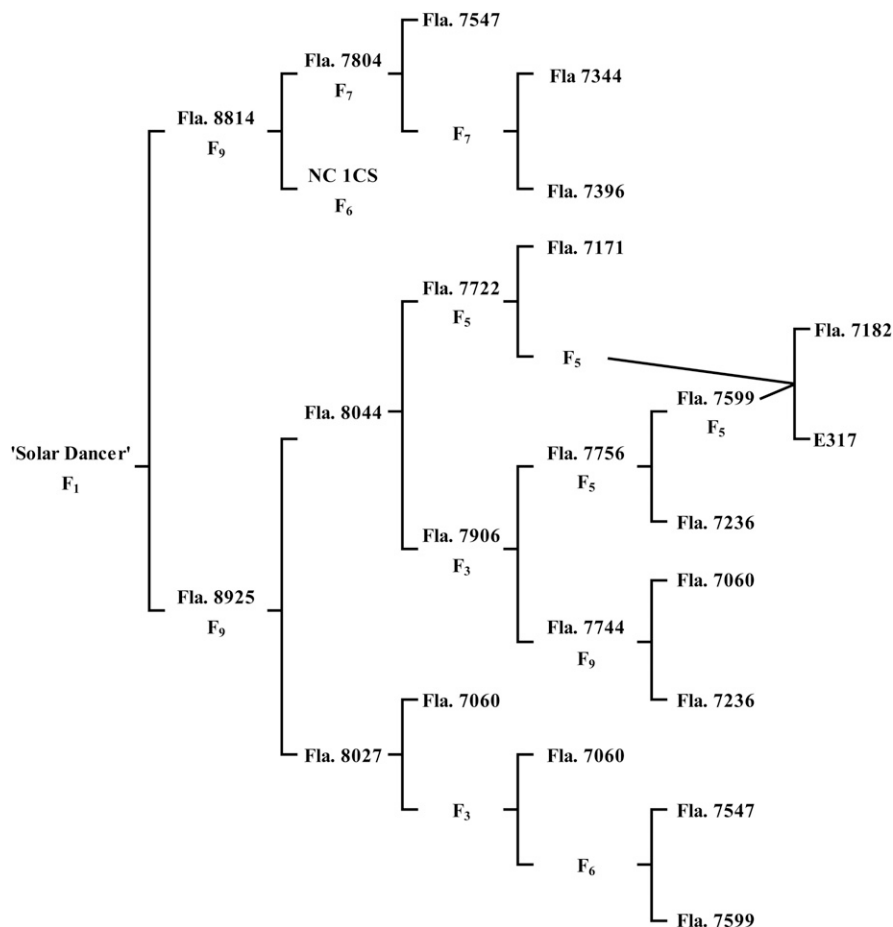 Fla. 7547
Fla. 7804
F₇
Fla 7344
Fla. 8814
F₉
F₇
NC 1CS
F₆
Fla. 7396
Fla. 7171
Fla. 7722
F₅
Fla. 7182
F₅
Fla. 7599
F₅
Fla. 8044
E317
'Solar Dancer'
F₁
Fla. 7756
F₅
Fla. 7236
Fla. 7906
F₃
Fla. 7060
Fla. 8925
F₉
Fla. 7744
F₉
Fla. 7060
Fla. 7236
Fla. 8027
Fla. 7060
F₃
Fla. 7547
F₆
Fla. 7599